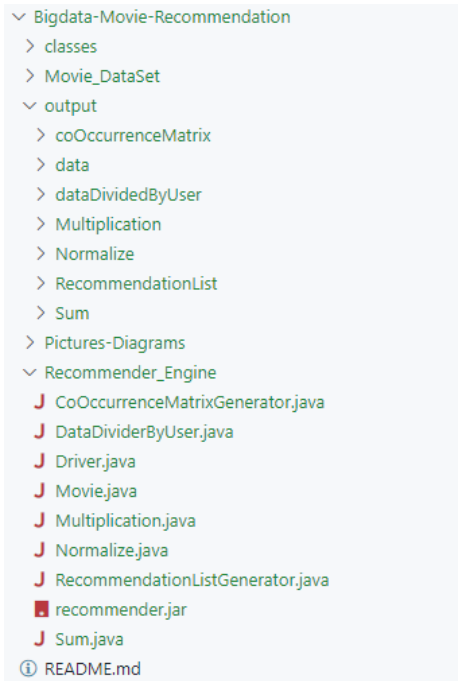 Bigdata-Movie-Recommendation
classes
Movie_DataSet
output
coOccurrenceMatrix
data
dataDividedByUser
Multiplication
Normalize
RecommendationList
Sum
Pictures-Diagrams
Recommender_Engine
J CoOccurrenceMatrixGenerator.java
J DataDividerByUser.java
J Driver.java
J Movie.java
J Multiplication.java
J Normalize.java
J RecommendationListGenerator.java
recommender.jar
J Sum.java
README.md